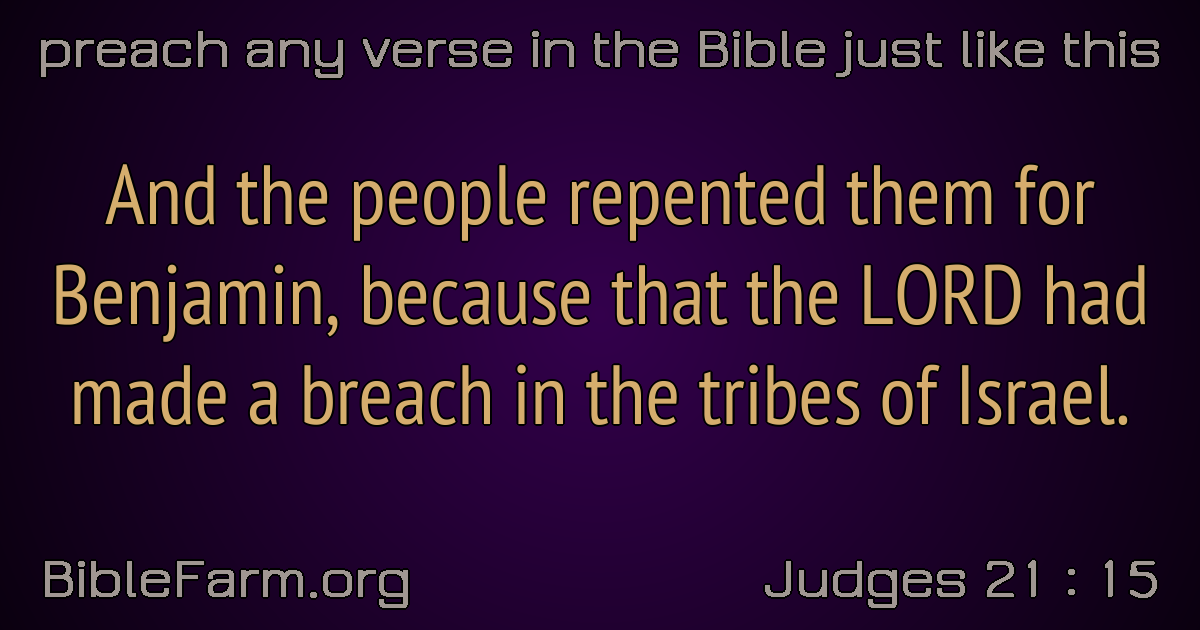 preach any verse in the Bible just like this
And the people repented them for
Benjamin, because that the LORD had
made a breach in the tribes of Israel.
BibleFarm.org
Judges 21 : 15